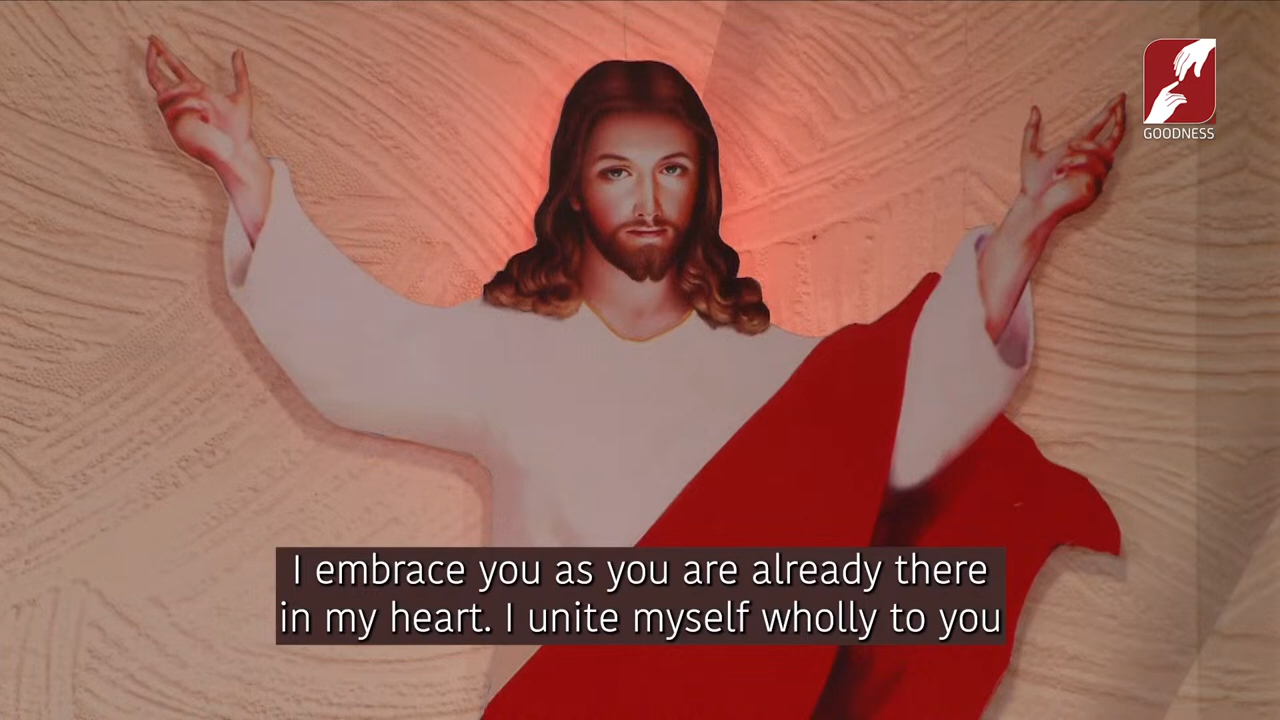 GOODNESS
I embrace you as you are already there
in my heart. I unite myself wholly to you